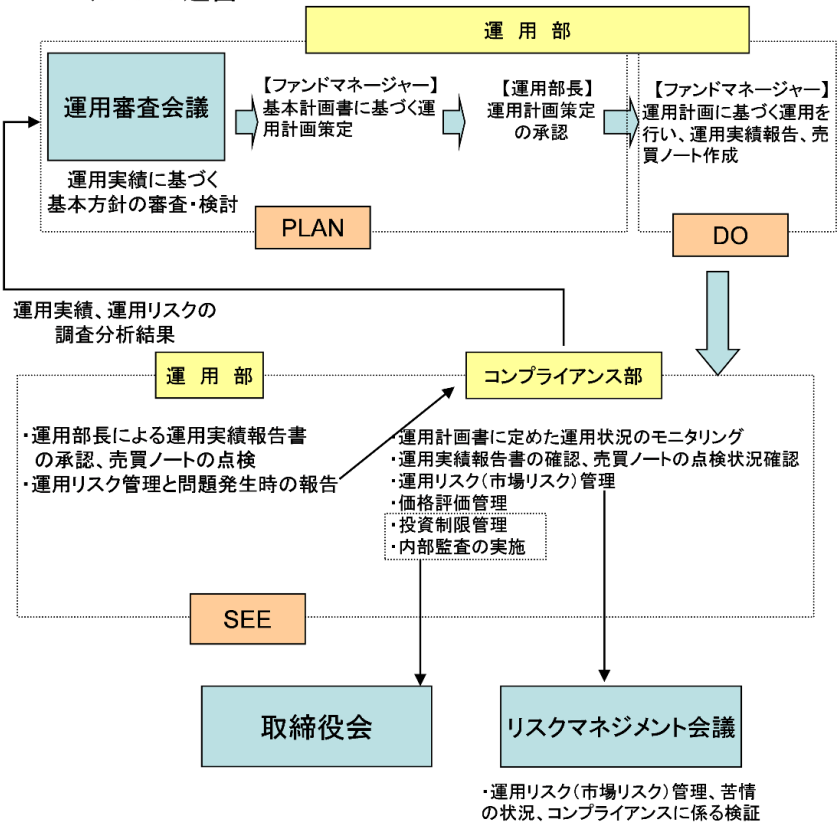 運 用 部
運用審査会議
運用実績に基づく
基本方針の審査・検討
【ファンドマネージャー】
基本計画書に基づく運
用計画策定
【運用部長】
運用計画策定
の承認
【ファンドマネージャー】
運用計画に基づく運用を
行い、運用実績報告、売
買ノート作成
PLAN
DO
運用実績、運用リスクの
調査分析結果
運 用 部
コンプライアンス部
・運用部長による運用実績報告書
の承認、売買ノートの点検
・運用リスク管理と問題発生時の報告
・運用計画書に定めた運用状況のモニタリング
・運用実績報告書の確認、売買ノートの点検状況確認
・運用リスク(市場リスク)管理
・価格評価管理
・投資制限管理
・内部監査の実施
SEE
取締役会
リスクマネジメント会議
・運用リスク(市場リスク)管理、苦情
の状況、コンプライアンスに係る検証